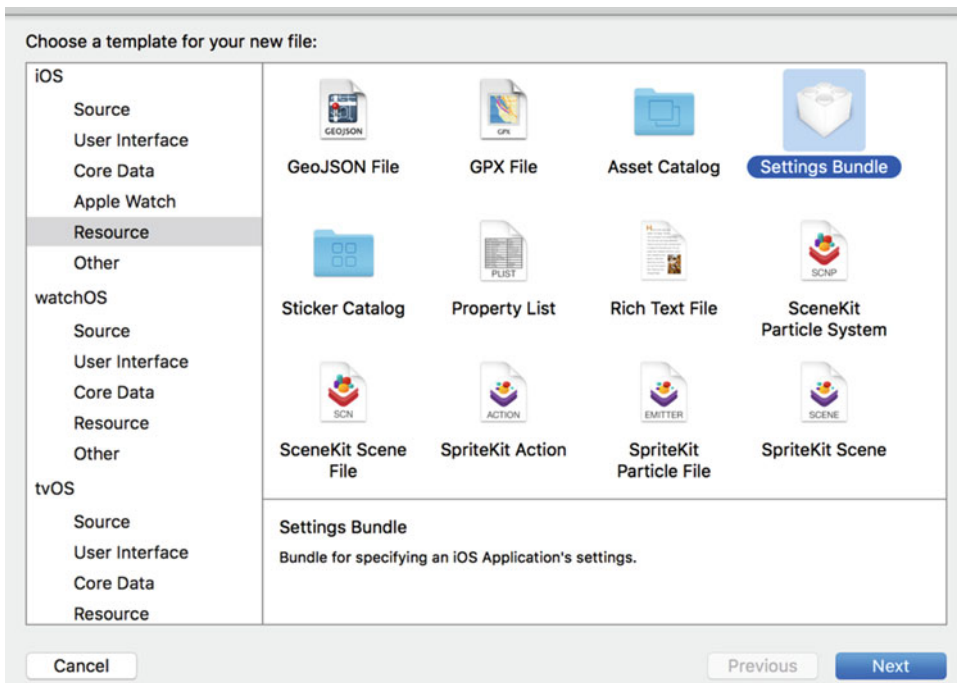 Choose a template for your new file:
iOS
Source
User Interface
Core Data
Apple Watch
Resource
Other
watchOS
Source
User Interface
Core Data
Resource
Other
tvOS
Source
User Interface
Core Data
Resource
GEOJSON
GPX
GeoJSON File
GPX File
Asset Catalog
Settings Bundle
PLIST
SCNP
Sticker Catalog
Property List
Rich Text File
SceneKit
Particle System
SCN
ACTION
EMITTER
SCENE
SceneKit Scene
File
SpriteKit Action
SpriteKit
Particle File
SpriteKit Scene
Settings Bundle
Bundle for specifying an iOS Application's settings.
Cancel
Previous
Next